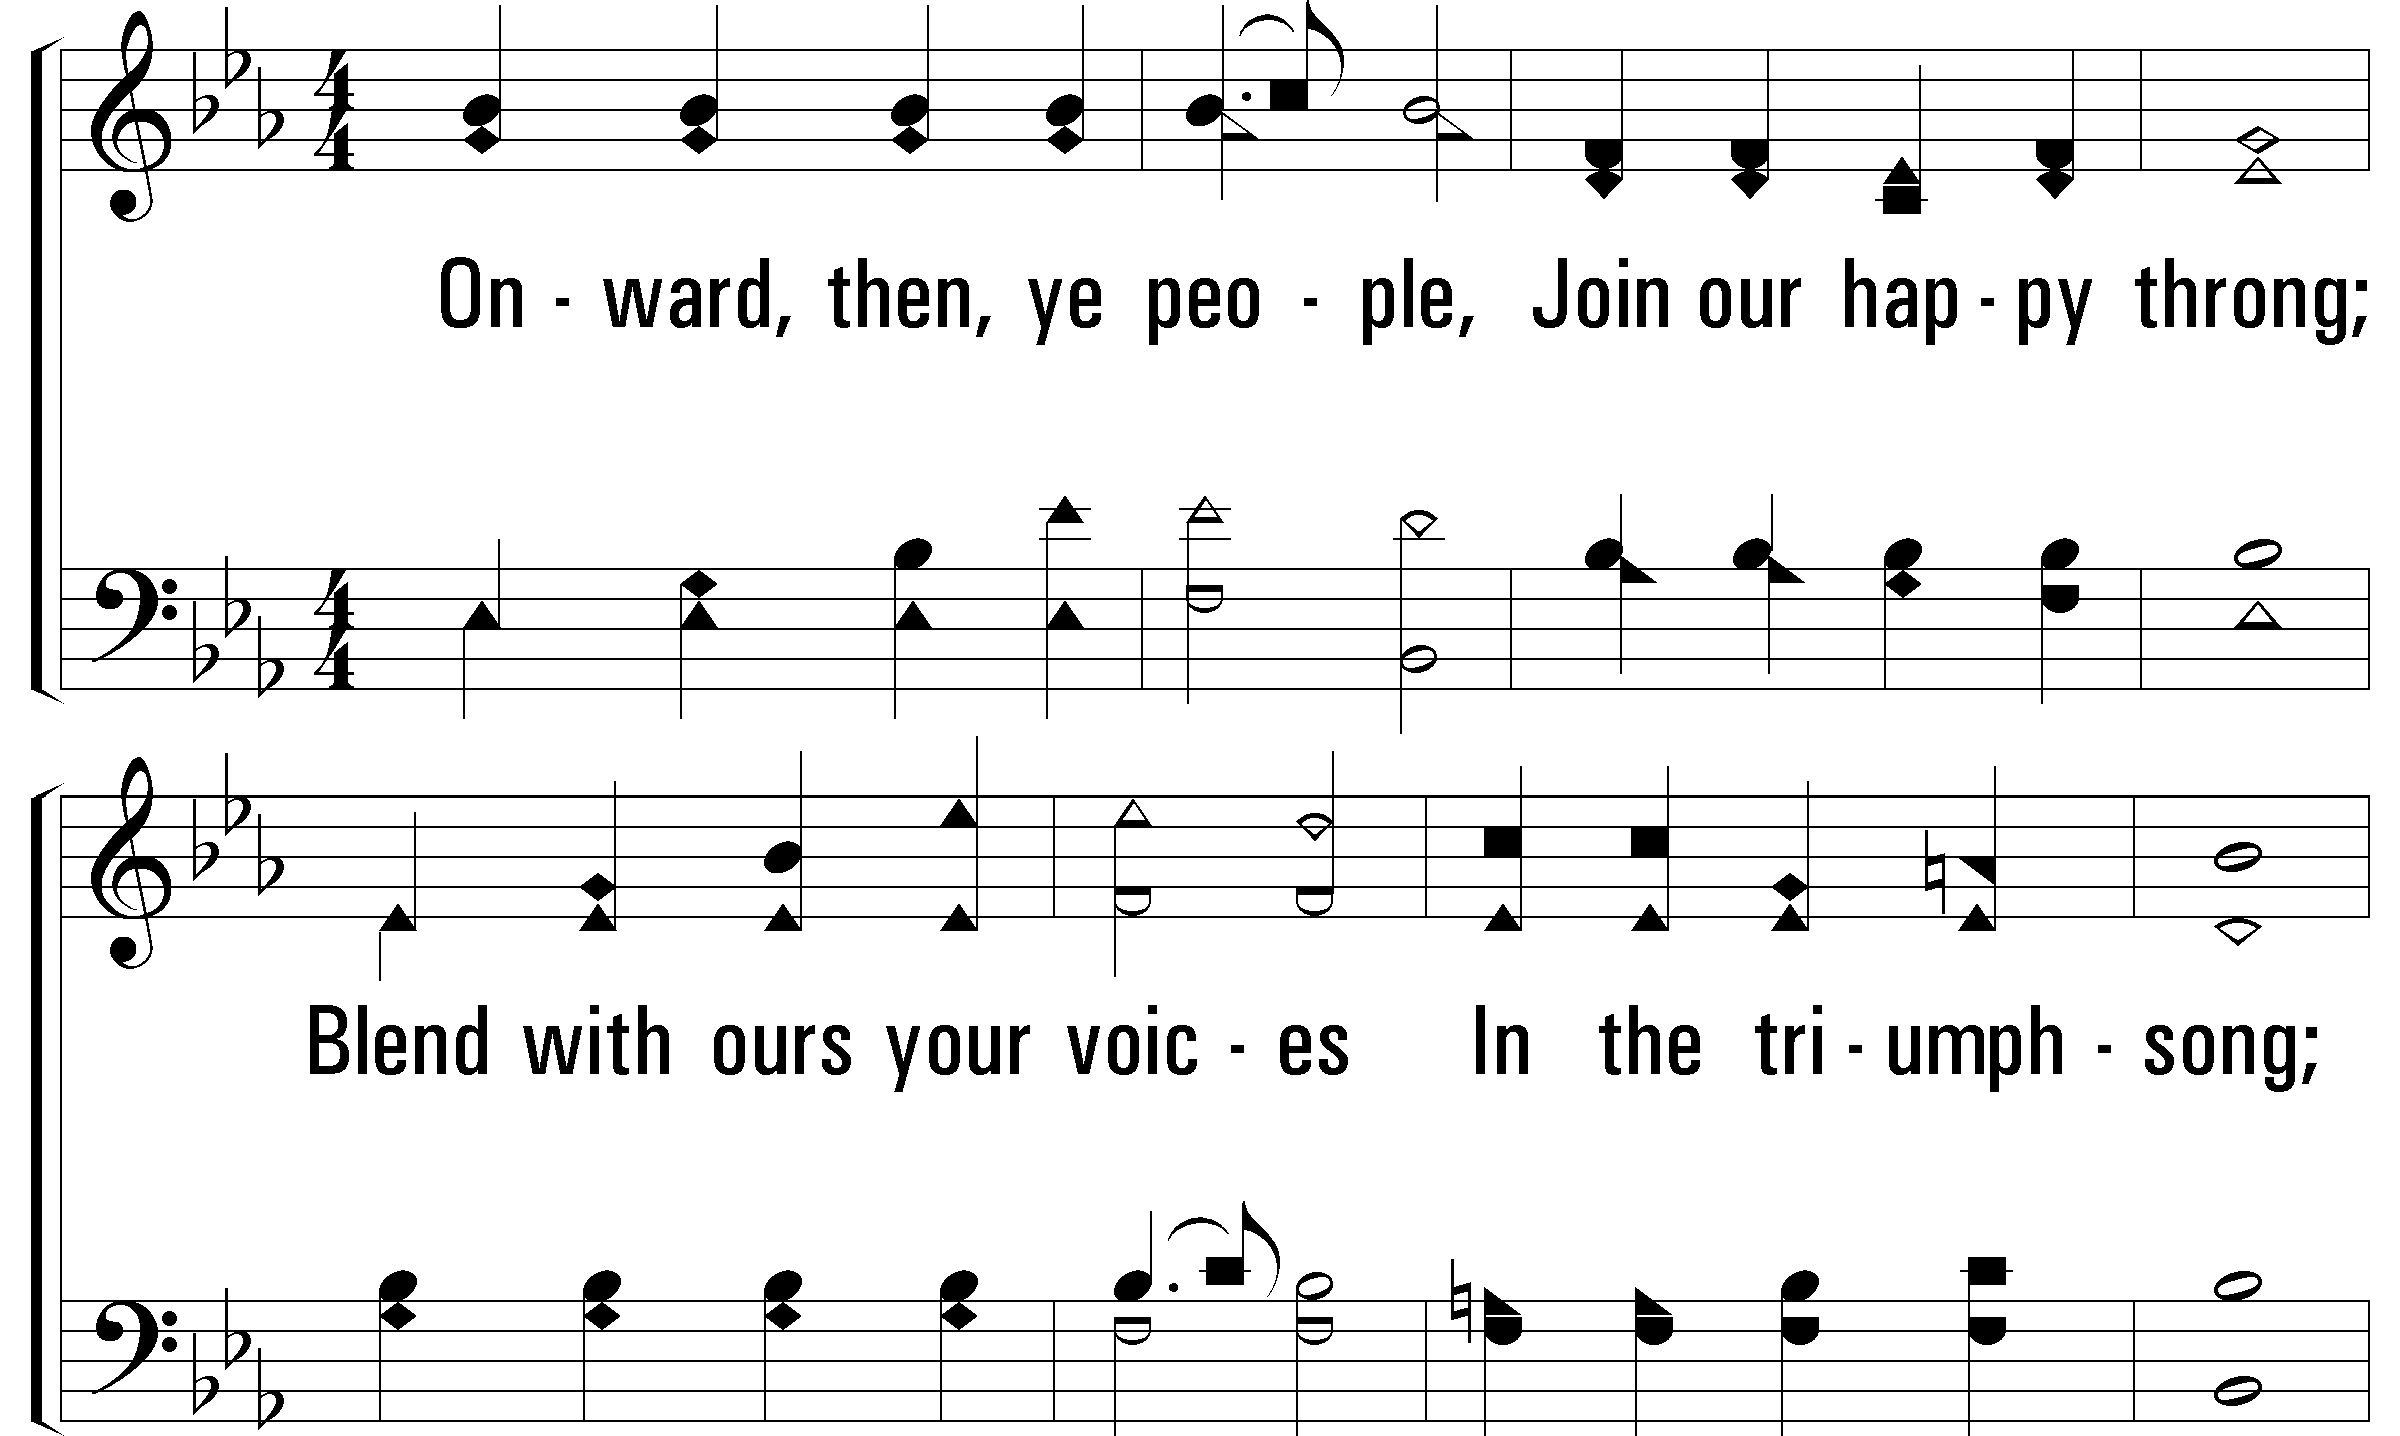 On - ward, then, ye peo - ple, Join our hap - py throng;
Blend with ours your voic - es In the tri - umph - song;